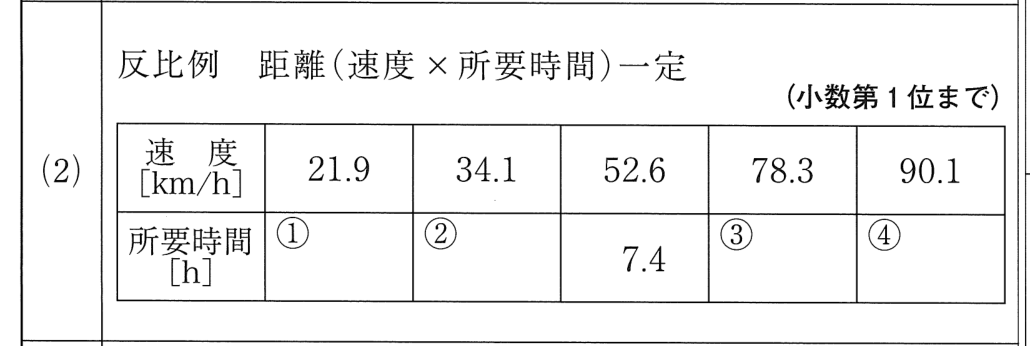 反比例　距離(速度×所要時間)一定
(小数第1位まで)
(2)
速　度 [km/h] 21.9 34.1 52.6 78.3 90.1
所要時間 [h] ① ② 7.4 ③ ④